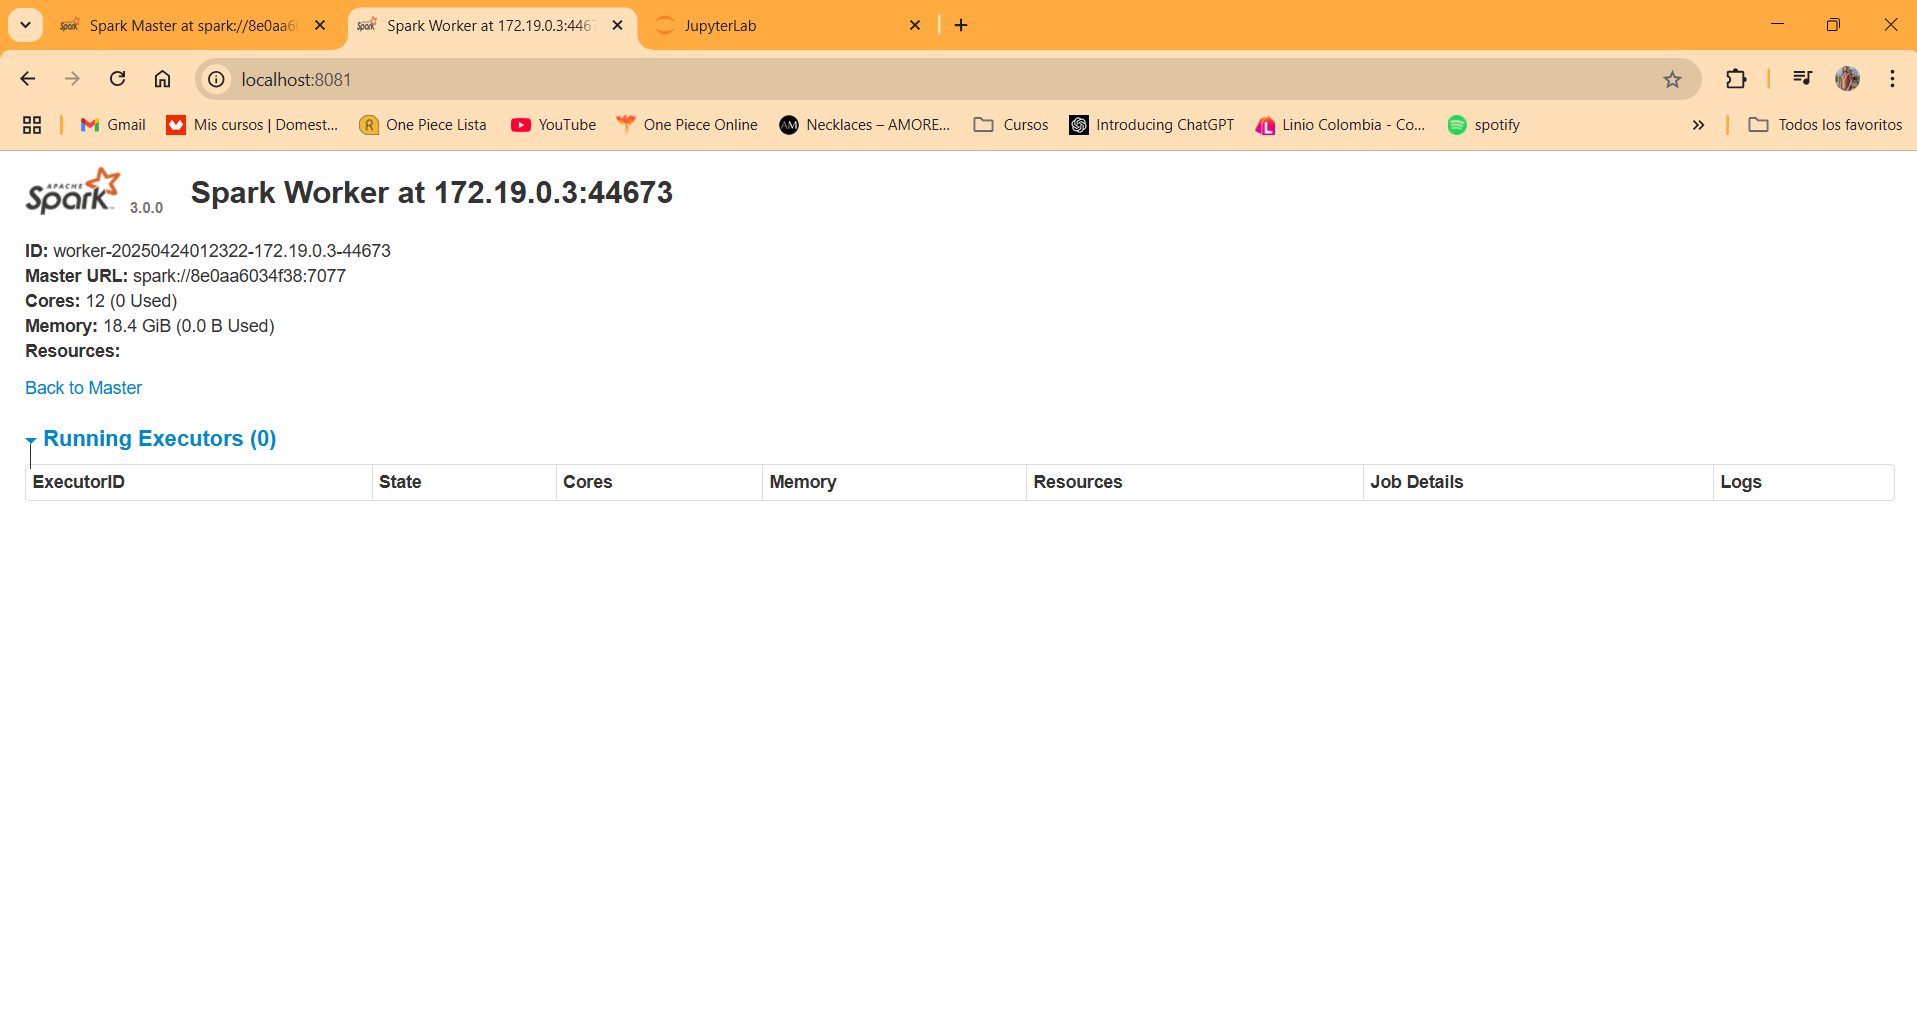 Spark Master at spark://8e0aa6
Spark Worker at 172.19.0.3:4467
JupyterLab
localhost:8081
Gmail
Mis cursos | Domest...
One Piece Lista
YouTube
One Piece Online
Necklaces – AMORE...
Cursos
Introducing ChatGPT
Linio Colombia - Co...
spotify
Todos los favoritos
APACHE
Spark 3.0.0
Spark Worker at 172.19.0.3:44673
ID: worker-20250424012322-172.19.0.3-44673
Master URL: spark://8e0aa6034f38:7077
Cores: 12 (0 Used)
Memory: 18.4 GiB (0.0 B Used)
Resources:
Back to Master
Running Executors (0)
ExecutorID State Cores Memory Resources Job Details Logs